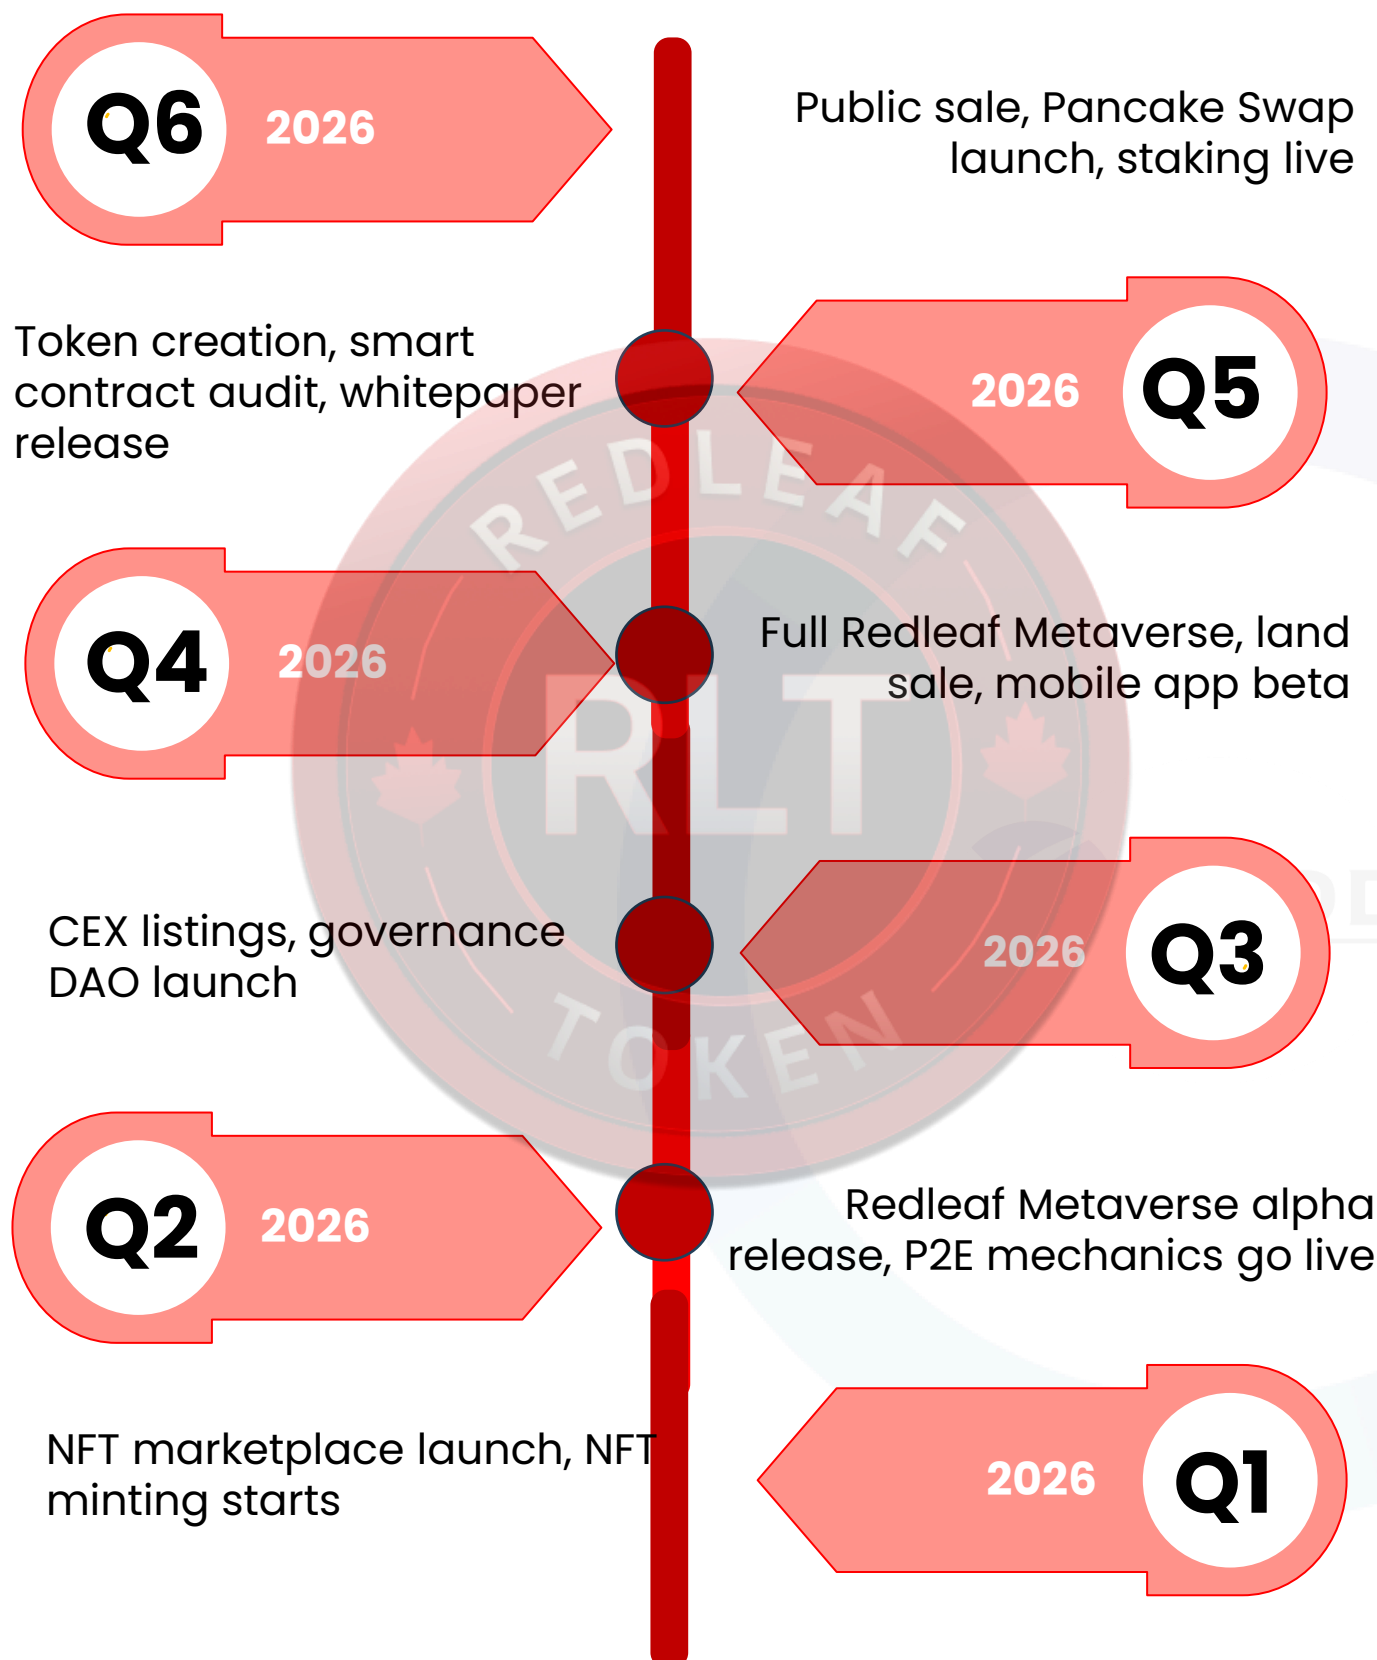 Q6 2026
Public sale, Pancake Swap
launch, staking live
Token creation, smart
contract audit, whitepaper
release
2026 Q5
REDLEAF
Q4 2026
Full Redleaf Metaverse, land
sale, mobile app beta
RLT
CEX listings, governance
DAO launch
2026 Q3
TOKEN
Q2 2026
Redleaf Metaverse alpha
release, P2E mechanics go live
NFT marketplace launch, NFT
minting starts
2026 Q1